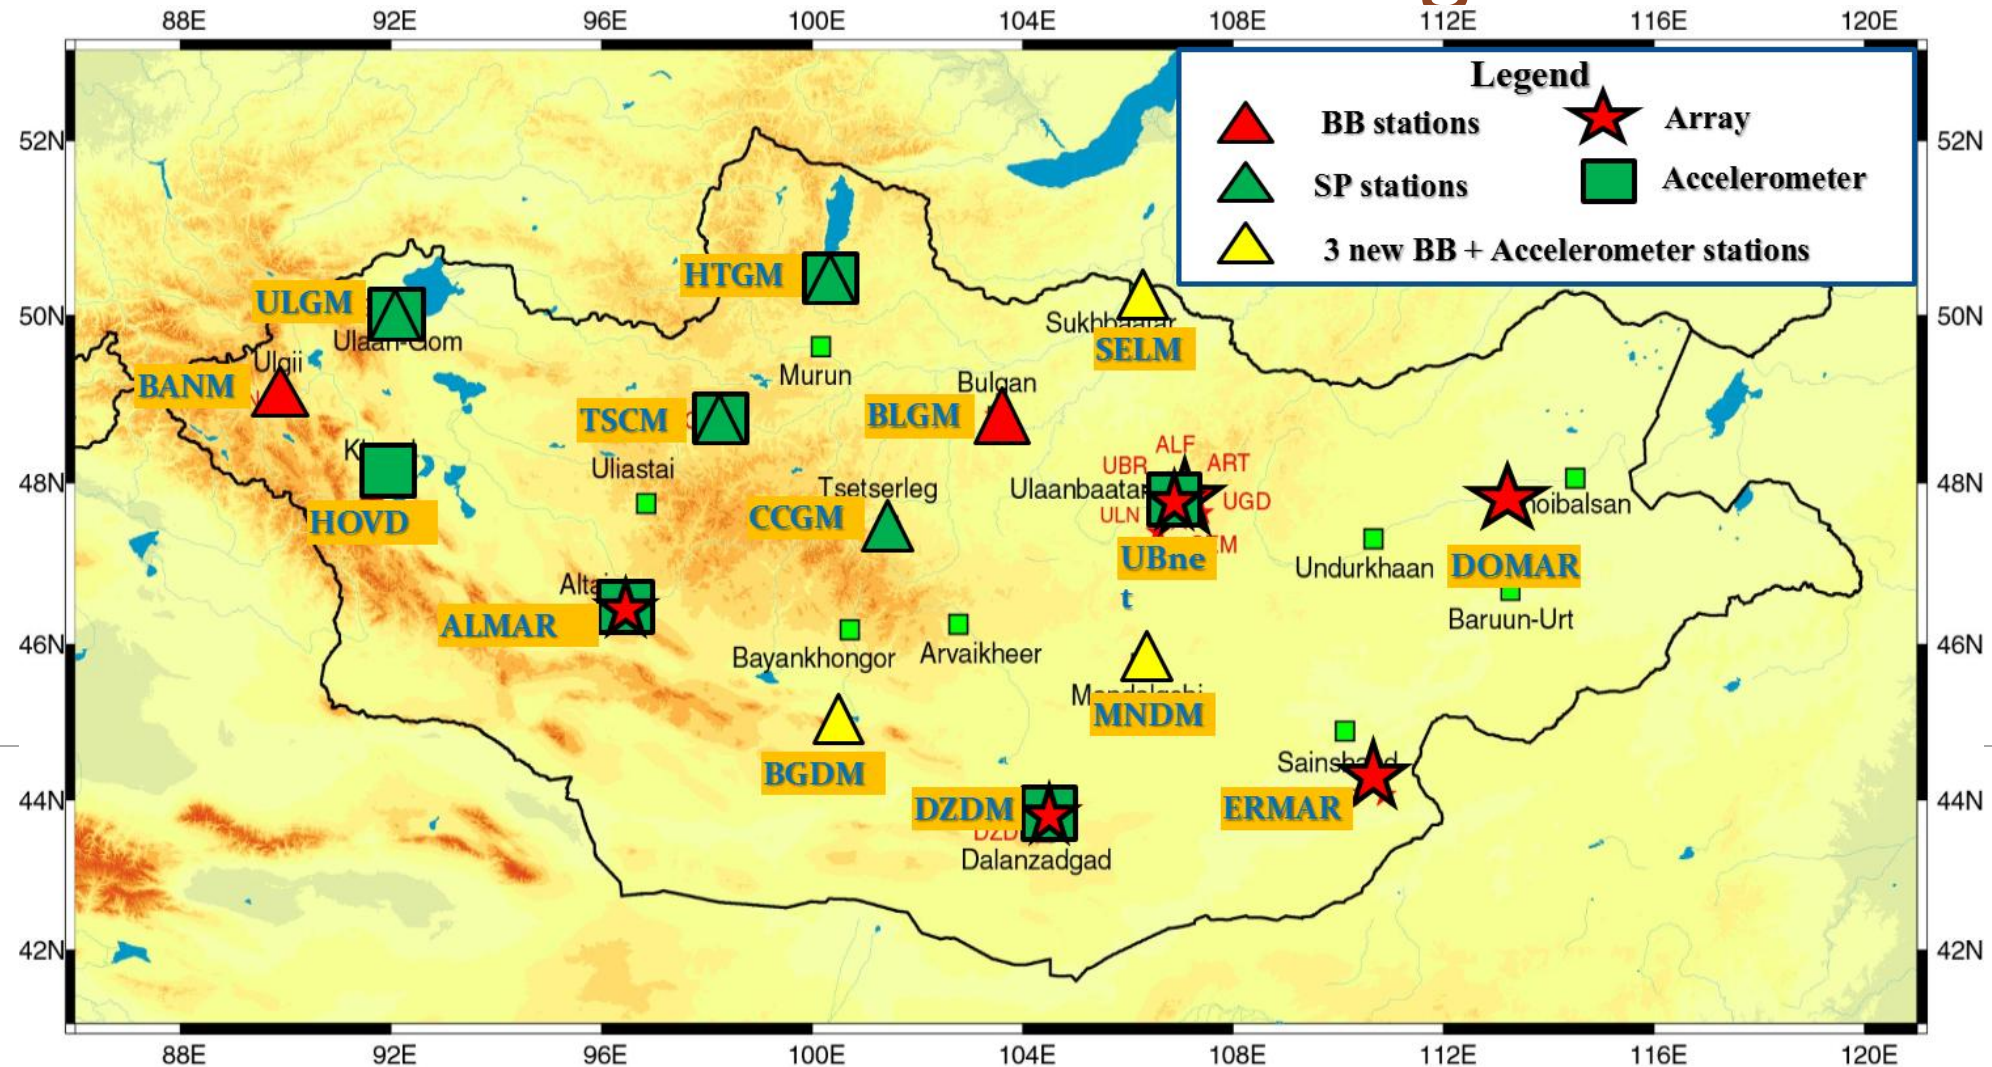 88E 92E 96E 100E 104E 108E 112E 116E 120E
Legend
BB stations
Array
SP stations
Accelerometer
3 new BB + Accelerometer stations
52N
52N
50N
50N
48N
48N
46N
46N
44N
44N
42N
42N
HTGM
ULGM
Ulaan-Gom
Sukhbaatar
SELM
Ulgii
BANM
Murun
Bulgan
BLGM
TSCM
Uliastai
HOVD
Tsetserleg
CCGM
ALF
UBR
ART
Ulaanbaatar
UGD
ULN
UBne
t
Undurkhaan
DOMAR
Baruun-Urt
ALMAR
Bayankhongor
Arvaikheer
MNDM
BGDM
DZDM
Dalanzadgad
ERMAR
88E 92E 96E 100E 104E 108E 112E 116E 120E